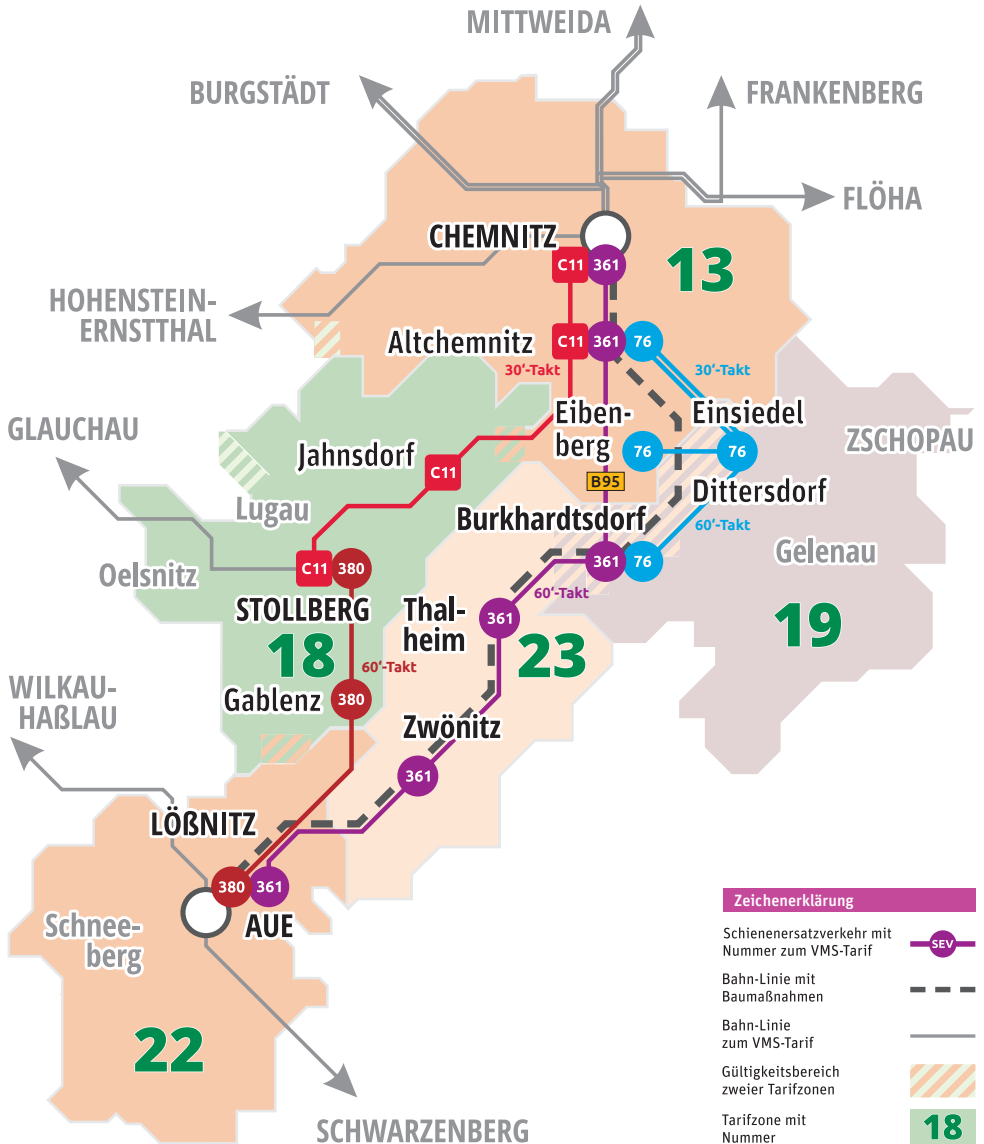 MITTWEIDA
BURGSTÄDT
FRANKENBERG
FLÖHA
CHEMNITZ
C11
361
13
HOHENSTEIN-
ERNSTTHAL
Altchemnitz
C11
361
76
30‘-Takt
30‘-Takt
GLAUCHAU
Eiben-
berg
Einsiedel
ZSCHOPAU
Jahnsdorf
C11
76
76
B95
Lugau
Dittersdorf
Burkhardtsdorf
60‘-Takt
Oelsnitz
C11
380
361
76
Gelenau
STOLLBERG
60‘-Takt
Thal-
heim
361
19
18
23
60‘-Takt
WILKAU-
HAßLAU
Gablenz
380
Zwönitz
361
LÖßNITZ
380
361
AUE
Schnee-
berg
22
SCHWARZENBERG
Zeichenerklärung
Schienenersatzverkehr mit
Nummer zum VMS-Tarif
SEV
Bahn-Linie mit
Baumaßnahmen
Bahn-Linie
zum VMS-Tarif
Gültigkeitsbereich
zweier Tarifzonen
Tarifzone mit
Nummer
18